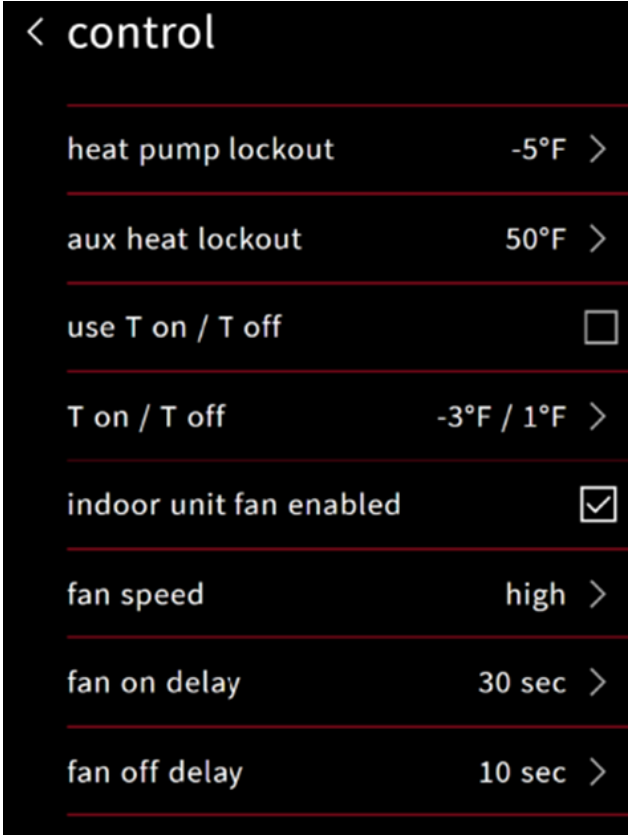 control
heat pump lockout -5°F
aux heat lockout 50°F
use T on / T off
T on / T off -3°F / 1°F
indoor unit fan enabled
fan speed high
fan on delay 30 sec
fan off delay 10 sec